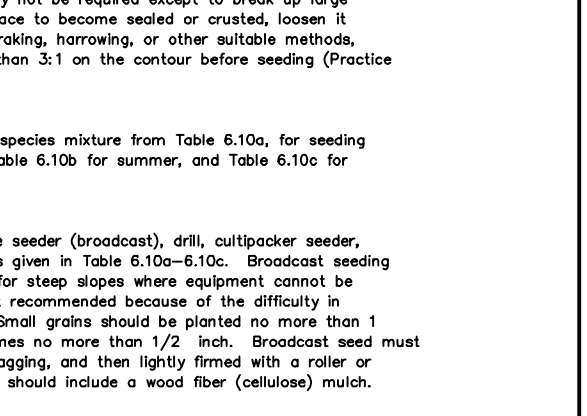 not be required except to break up large
ace to become sealed or crusted, loosen it
raking, harrowing, or other suitable methods,
than 3:1 on the contour before seeding (Practice
species mixture from Table 6.10a, for seeding
able 6.10b for summer, and Table 6.10c for
e seeder (broadcast), drill, cultipacker seeder,
s given in Table 6.10a–6.10c. Broadcast seeding
for steep slopes where equipment cannot be
recommended because of the difficulty in
Small grains should be planted no more than 1
mes no more than 1/2 inch. Broadcast seed must
agging, and then lightly firmed with a roller or
should include a wood fiber (cellulose) mulch.